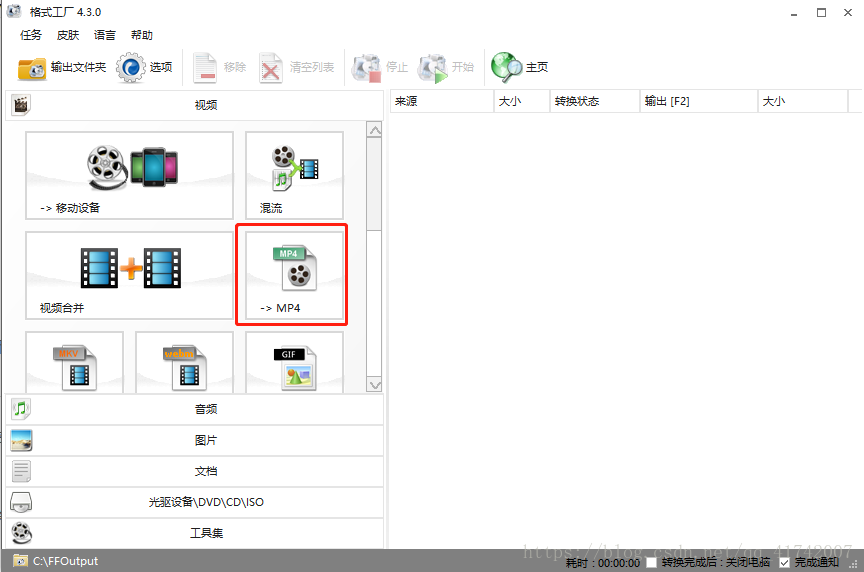 格式工厂 4.3.0
任务 皮肤 语言 帮助
输出文件夹 选项 移除 清空列表 停止 开始 主页
视频
来源 大小 转换状态 输出 [F2] 大小
-> 移动设备
混流
视频合并
MP4
-> MP4
MKV
webm
GIF
音频
图片
文档
光驱设备\DVD\CD\ISO
工具集
https://blog.csdn.net/qq_41742007
C:\FFOutput
耗时 : 00:00:00 转换完成后 : 关闭电脑 完成通知